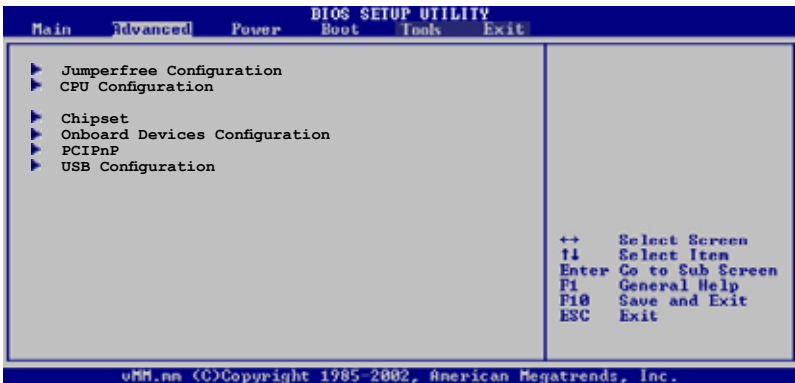 BIOS SETUP UTILITY
Main Advanced Power Boot Tools Exit
Jumperfree Configuration
CPU Configuration
Chipset
Onboard Devices Configuration
PCIPnP
USB Configuration
←→ Select Screen
↑↓ Select Item
Enter Go to Sub Screen
F1 General Help
F10 Save and Exit
ESC Exit
vMM.mm (C)Copyright 1985-2002, American Megatrends, Inc.